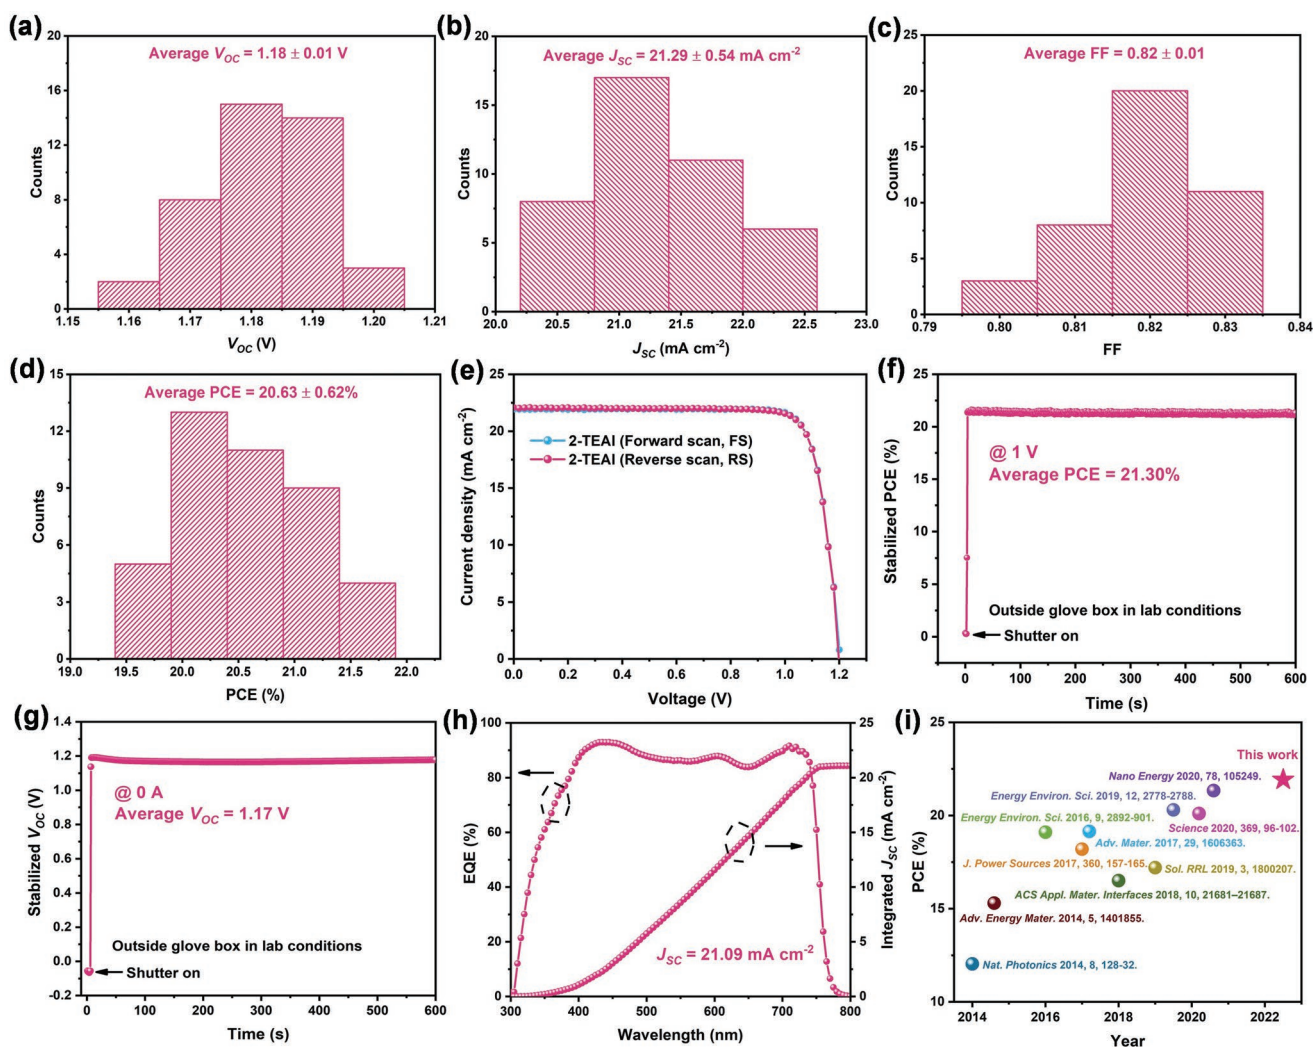 (a)
Average VOC = 1.18 ± 0.01 V
20
16
12
8
4
0
Counts
1.15 1.16 1.17 1.18 1.19 1.20 1.21
VOC (V)
(b)
Average JSC = 21.29 ± 0.54 mA cm-2
20
15
10
5
0
Counts
20.0 20.5 21.0 21.5 22.0 22.5 23.0
JSC (mA cm-2)
(c)
Average FF = 0.82 ± 0.01
25
20
15
10
5
0
Counts
0.79 0.80 0.81 0.82 0.83 0.84
FF
(d)
Average PCE = 20.63 ± 0.62%
15
12
9
6
3
0
Counts
19.0 19.5 20.0 20.5 21.0 21.5 22.0
PCE (%)
(e)
25
20
15
10
5
0
Current density (mA cm-2)
2-TEAI (Forward scan, FS)
2-TEAI (Reverse scan, RS)
0.0 0.2 0.4 0.6 0.8 1.0 1.2
Voltage (V)
(f)
25
20
15
10
5
0
Stabilized PCE (%)
@ 1 V
Average PCE = 21.30%
Outside glove box in lab conditions
Shutter on
0 100 200 300 400 500 600
Time (s)
(g)
1.4
1.2
1.0
0.8
0.6
0.4
0.2
0.0
-0.2
Stabilized VOC (V)
@ 0 A
Average VOC = 1.17 V
Outside glove box in lab conditions
Shutter on
0 100 200 300 400 500 600
Time (s)
(h)
100
80
60
40
20
0
EQE (%)
JSC = 21.09 mA cm-2
25
20
15
10
5
0
Integrated JSC (mA cm-2)
300 400 500 600 700 800
Wavelength (nm)
(i)
25
20
15
10
PCE (%)
This work
Nano Energy 2020, 78, 105249.
Energy Environ. Sci. 2019, 12, 2778-2788.
Energy Environ. Sci. 2016, 9, 2892-901.
Science 2020, 369, 96-102.
Adv. Mater. 2017, 29, 1606363.
J. Power Sources 2017, 360, 157-165.
Sol. RRL 2019, 3, 1800207.
ACS Appl. Mater. Interfaces 2018, 10, 21681–21687.
Adv. Energy Mater. 2014, 5, 1401855.
Nat. Photonics 2014, 8, 128-32.
2014 2016 2018 2020 2022
Year